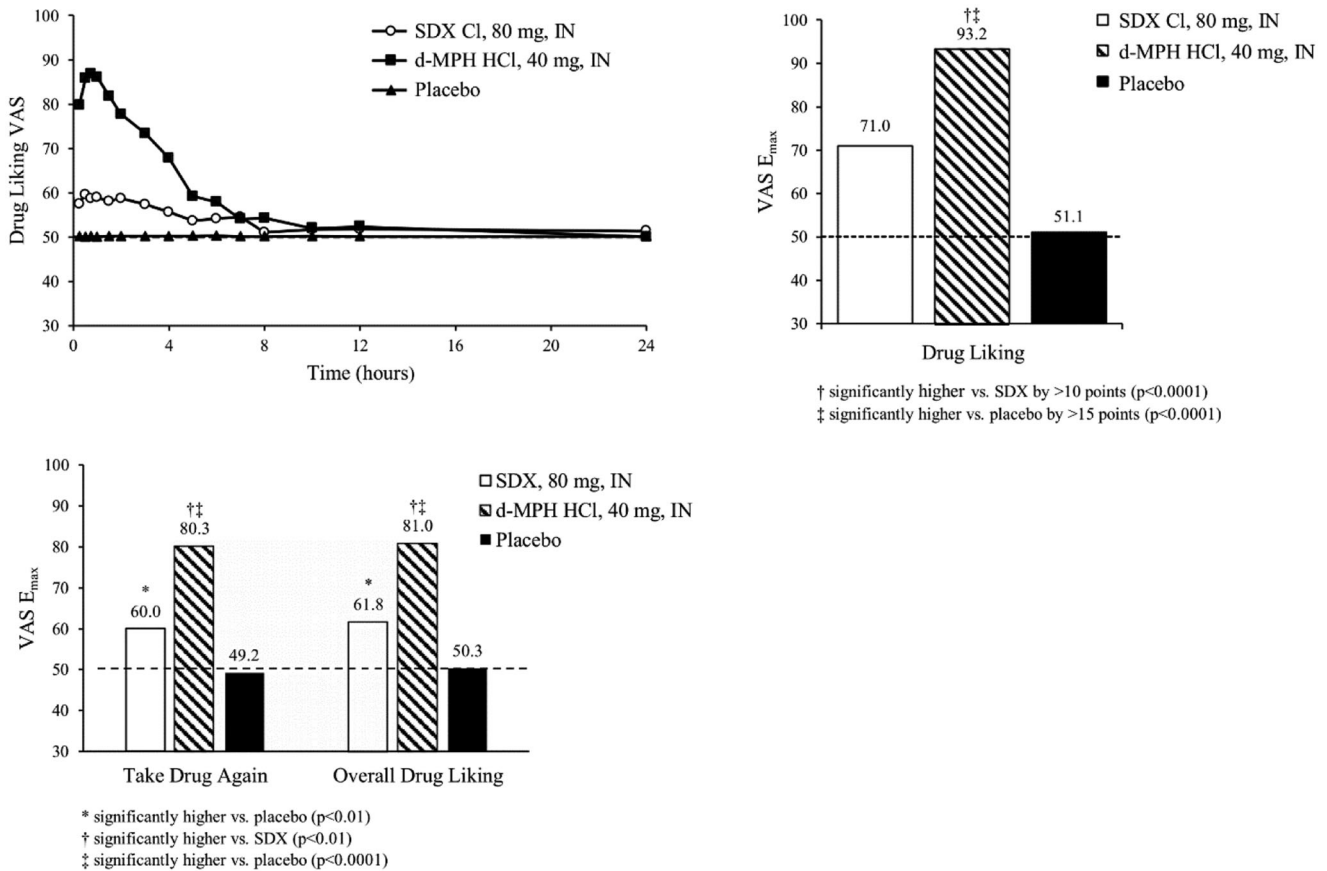 100
90
80
70
60
50
40
30
Drug Liking VAS
0 4 8 12 16 20 24
Time (hours)
SDX Cl, 80 mg, IN
d-MPH HCl, 40 mg, IN
Placebo
100
90
80
70
60
50
40
30
VAS Emax
71.0
†‡
93.2
51.1
Drug Liking
SDX Cl, 80 mg, IN
d-MPH HCl, 40 mg, IN
Placebo
† significantly higher vs. SDX by >10 points (p<0.0001)
‡ significantly higher vs. placebo by >15 points (p<0.0001)
100
90
80
70
60
50
40
30
VAS Emax
*
60.0
†‡
80.3
49.2
*
61.8
†‡
81.0
50.3
Take Drug Again Overall Drug Liking
SDX, 80 mg, IN
d-MPH HCl, 40 mg, IN
Placebo
* significantly higher vs. placebo (p<0.01)
† significantly higher vs. SDX (p<0.01)
‡ significantly higher vs. placebo (p<0.0001)